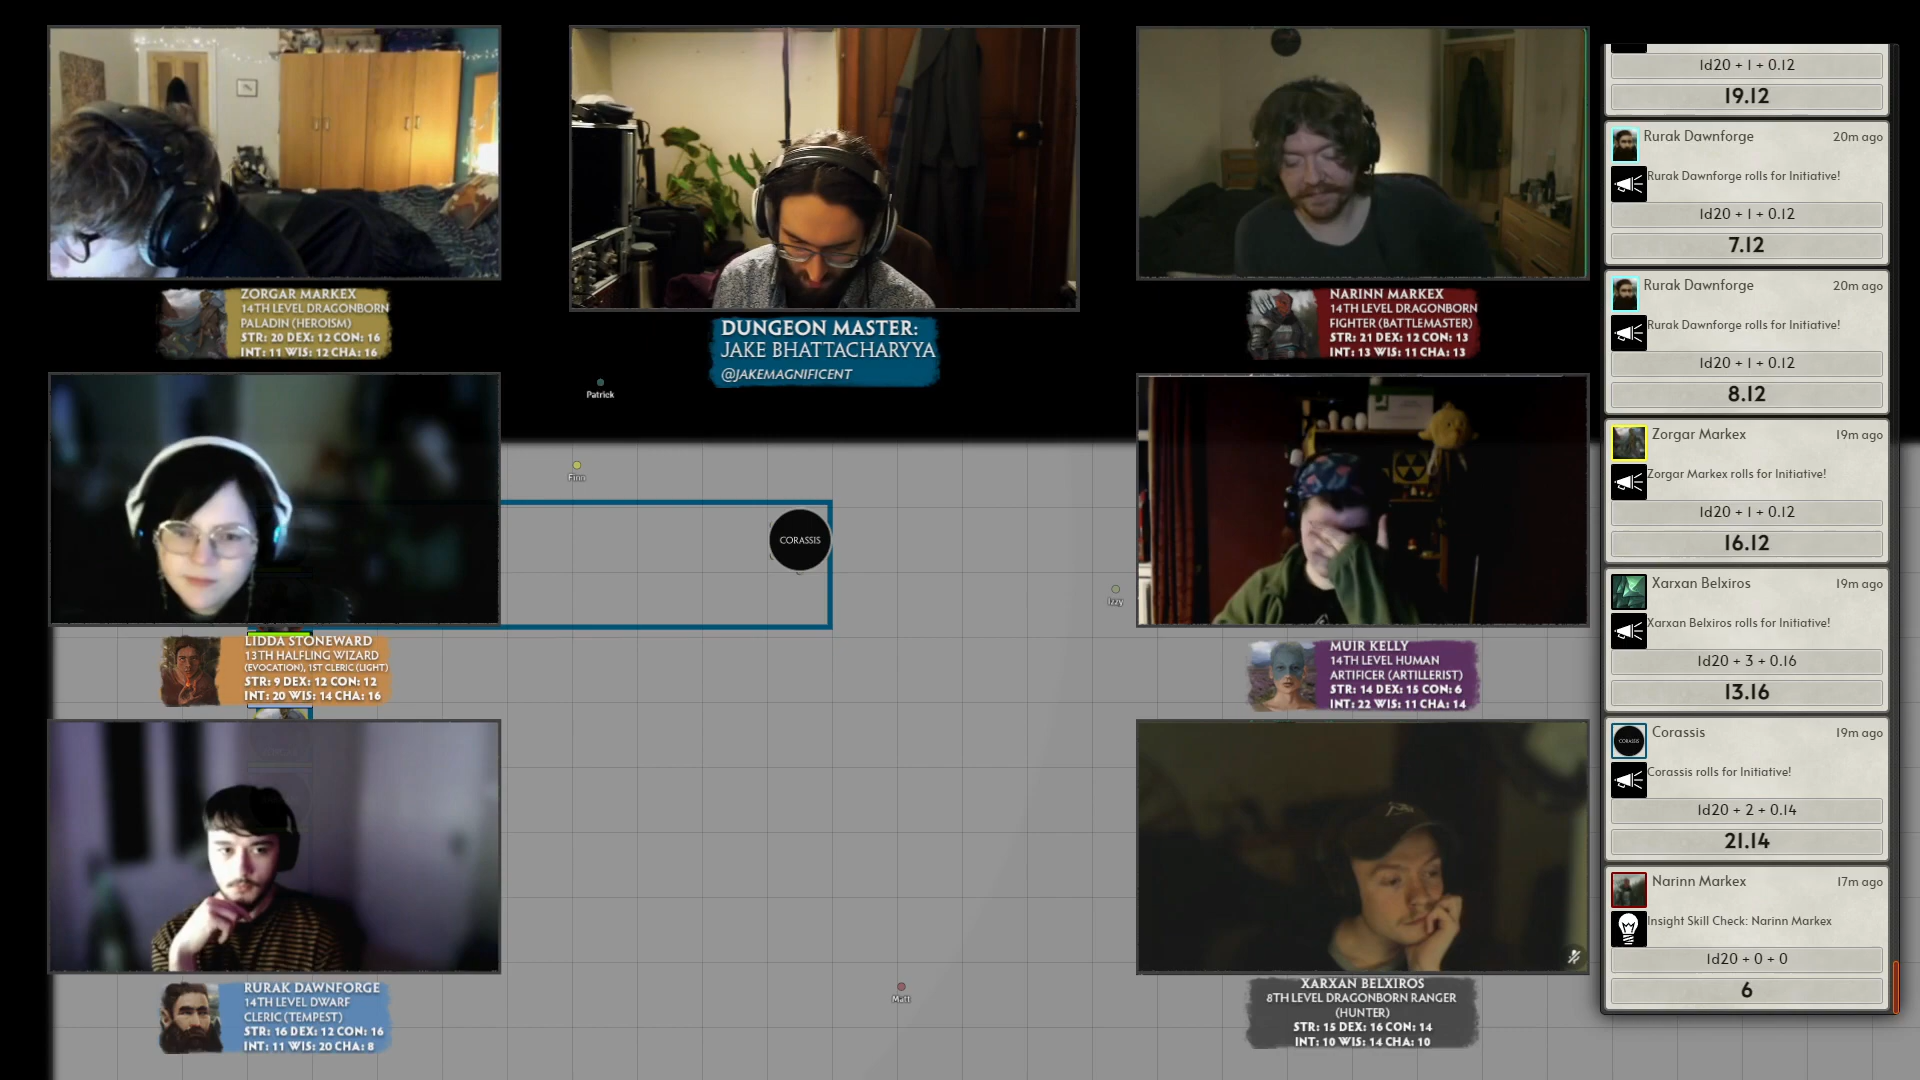 ZORGAR MARKEX
14TH LEVEL DRAGONBORN
PALADIN (HEROISM)
STR: 20 DEX: 12 CON: 16
INT: 11 WIS: 12 CHA: 16
DUNGEON MASTER:
JAKE BHATTACHARYYA
@JAKEMAGNIFICENT
NARINN MARKEX
14TH LEVEL DRAGONBORN
FIGHTER (BATTLEMASTER)
STR: 21 DEX: 12 CON: 13
INT: 13 WIS: 11 CHA: 13
Patrick
Finn
CORASSIS
Izzy
LIDDA STONEWARD
13TH HALFLING WIZARD
(EVOCATION), 1ST CLERIC (LIGHT)
STR: 9 DEX: 12 CON: 12
INT: 20 WIS: 14 CHA: 16
MUIR KELLY
14TH LEVEL HUMAN
ARTIFICER (ARTILLERIST)
STR: 14 DEX: 15 CON: 6
INT: 22 WIS: 11 CHA: 14
Matt
RURAK DAWNFORGE
14TH LEVEL DWARF
CLERIC (TEMPEST)
STR: 16 DEX: 12 CON: 16
INT: 11 WIS: 20 CHA: 8
XARXAN BELXIROS
8TH LEVEL DRAGONBORN RANGER
(HUNTER)
STR: 15 DEX: 16 CON: 14
INT: 10 WIS: 14 CHA: 10
1d20 + 1 + 0.12
19.12
Rurak Dawnforge 20m ago
Rurak Dawnforge rolls for Initiative!
1d20 + 1 + 0.12
7.12
Rurak Dawnforge 20m ago
Rurak Dawnforge rolls for Initiative!
1d20 + 1 + 0.12
8.12
Zorgar Markex 19m ago
Zorgar Markex rolls for Initiative!
1d20 + 1 + 0.12
16.12
Xarxan Belxiros 19m ago
Xarxan Belxiros rolls for Initiative!
1d20 + 3 + 0.16
13.16
Corassis 19m ago
CORASSIS
Corassis rolls for Initiative!
1d20 + 2 + 0.14
21.14
Narinn Markex 17m ago
Insight Skill Check: Narinn Markex
1d20 + 0 + 0
6